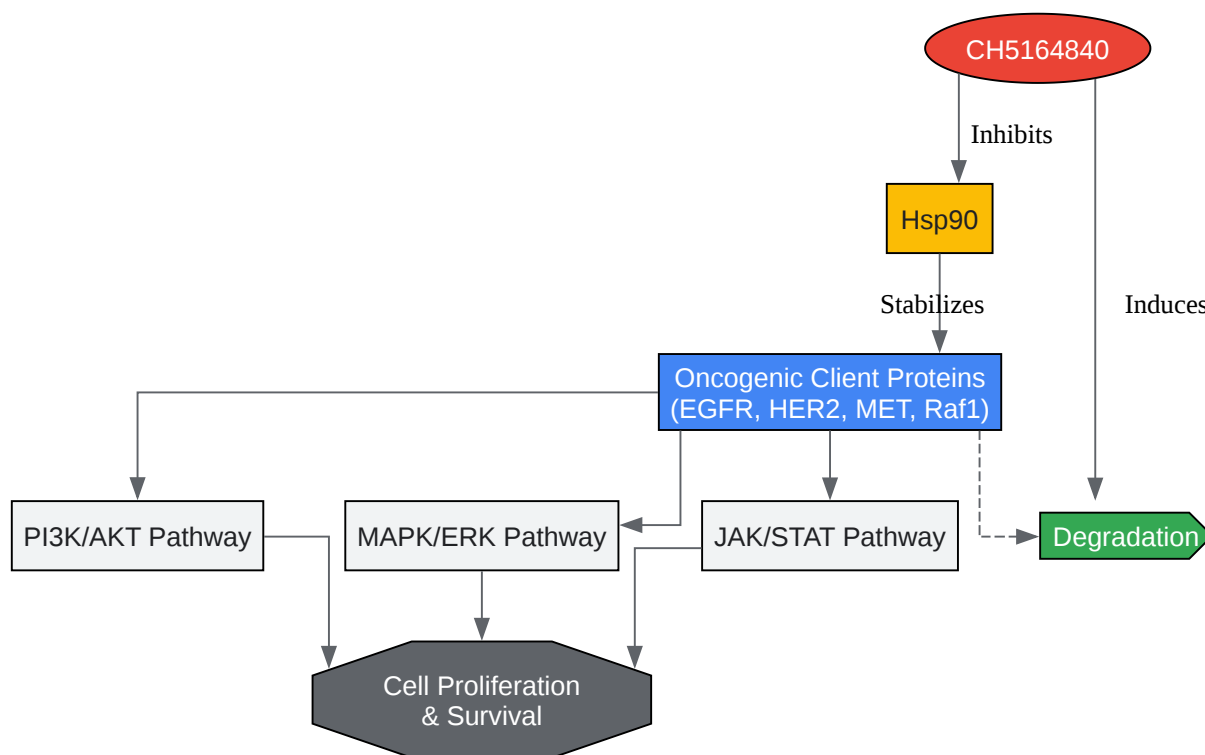 CH5164840
Inhibits
Hsp90
Stabilizes
Induces
Oncogenic Client Proteins
(EGFR, HER2, MET, Raf1)
PI3K/AKT Pathway
MAPK/ERK Pathway
JAK/STAT Pathway
Degradation
Cell Proliferation
& Survival